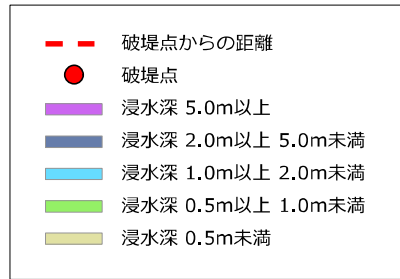 破堤点からの距離
破堤点
浸水深 5.0m以上
浸水深 2.0m以上 5.0m未満
浸水深 1.0m以上 2.0m未満
浸水深 0.5m以上 1.0m未満
浸水深 0.5m未満